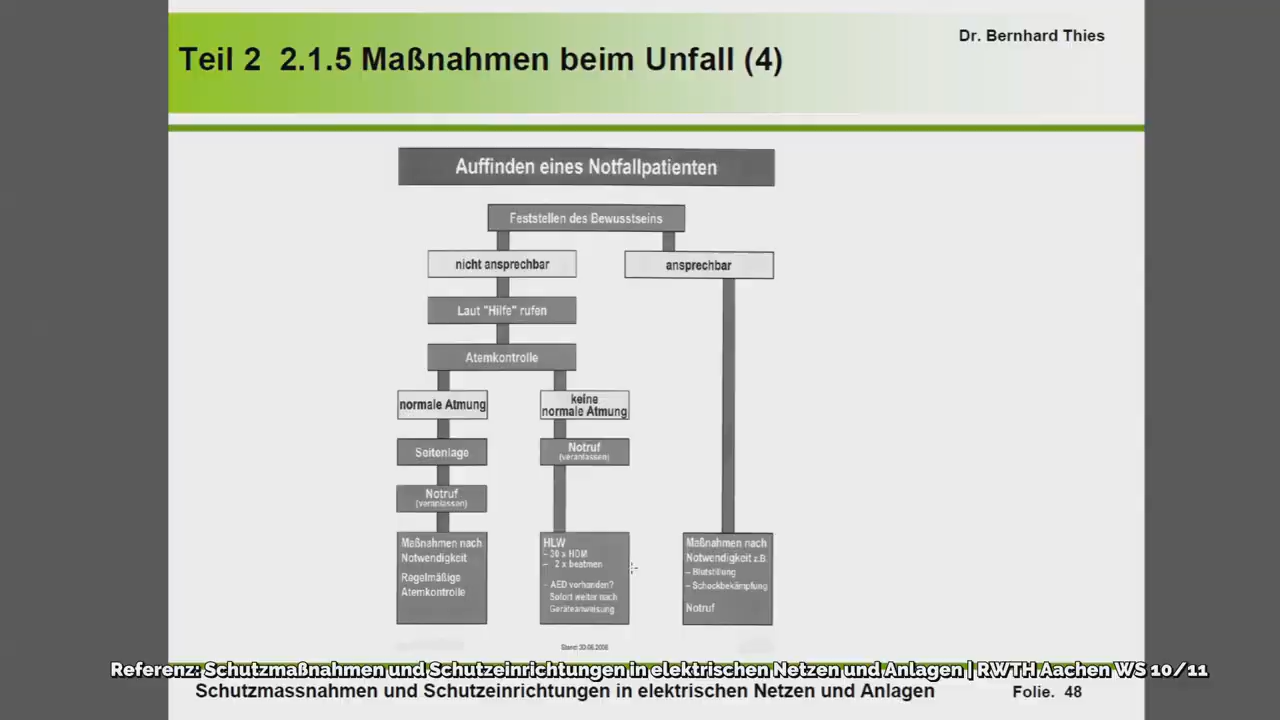 Dr. Bernhard Thies
Teil 2 2.1.5 Maßnahmen beim Unfall (4)
Auffinden eines Notfallpatienten
Feststellen des Bewusstseins
nicht ansprechbar
ansprechbar
Laut "Hilfe" rufen
Atemkontrolle
normale Atmung
keine
normale Atmung
Seitenlage
Notruf
(veranlassen)
Notruf
(veranlassen)
Maßnahmen nach
Notwendigkeit
Regelmäßige
Atemkontrolle
HLW
– 30 x HDM
– 2 x beatmen
– AED vorhanden?
Sofort weiter nach
Geräteanweisung
Maßnahmen nach
Notwendigkeit z.B.
– Blutstillung
– Schockbekämpfung
Notruf
Stand: 30.06.2006
Referenz: Schutzmaßnahmen und Schutzeinrichtungen in elektrischen Netzen und Anlagen | RWTH Aachen WS 10/11
Schutzmassnahmen und Schutzeinrichtungen in elektrischen Netzen und Anlagen
Folie. 48